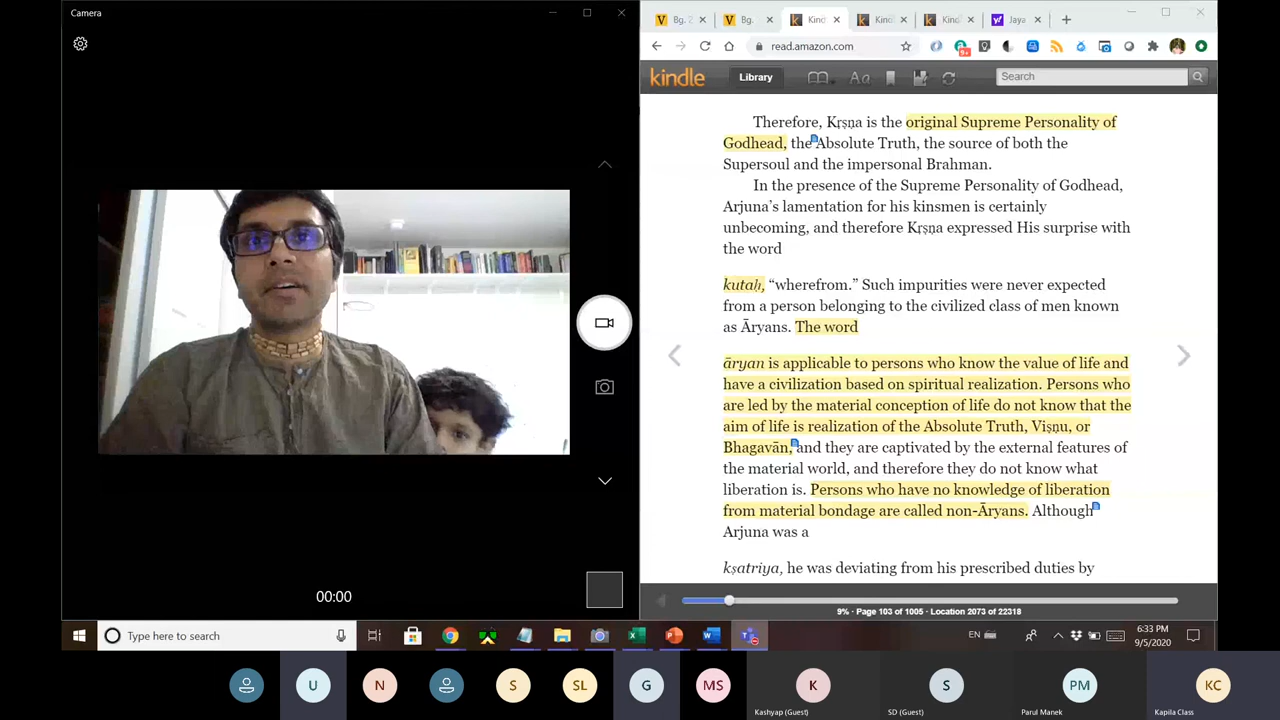 Camera
00:00
Bg. 2
Bg.
Kind
Kind
Kindl
Jaya
read.amazon.com
9+
kindle
Library
Aa
Search
Therefore, Kṛṣṇa is the original Supreme Personality of
Godhead, the Absolute Truth, the source of both the
Supersoul and the impersonal Brahman.
In the presence of the Supreme Personality of Godhead,
Arjuna’s lamentation for his kinsmen is certainly
unbecoming, and therefore Kṛṣṇa expressed His surprise with
the word
kutaḥ, “wherefrom.” Such impurities were never expected
from a person belonging to the civilized class of men known
as Āryans. The word
āryan is applicable to persons who know the value of life and
have a civilization based on spiritual realization. Persons who
are led by the material conception of life do not know that the
aim of life is realization of the Absolute Truth, Viṣṇu, or
Bhagavān, and they are captivated by the external features of
the material world, and therefore they do not know what
liberation is. Persons who have no knowledge of liberation
from material bondage are called non-Āryans. Although
Arjuna was a
kṣatriya, he was deviating from his prescribed duties by
9% · Page 103 of 1005 · Location 2073 of 22318
Type here to search
EN
6:33 PM
9/5/2020
U
N
S
SL
G
MS
K
Kashyap (Guest)
S
SD (Guest)
PM
Parul Manek
KC
Kapila Class